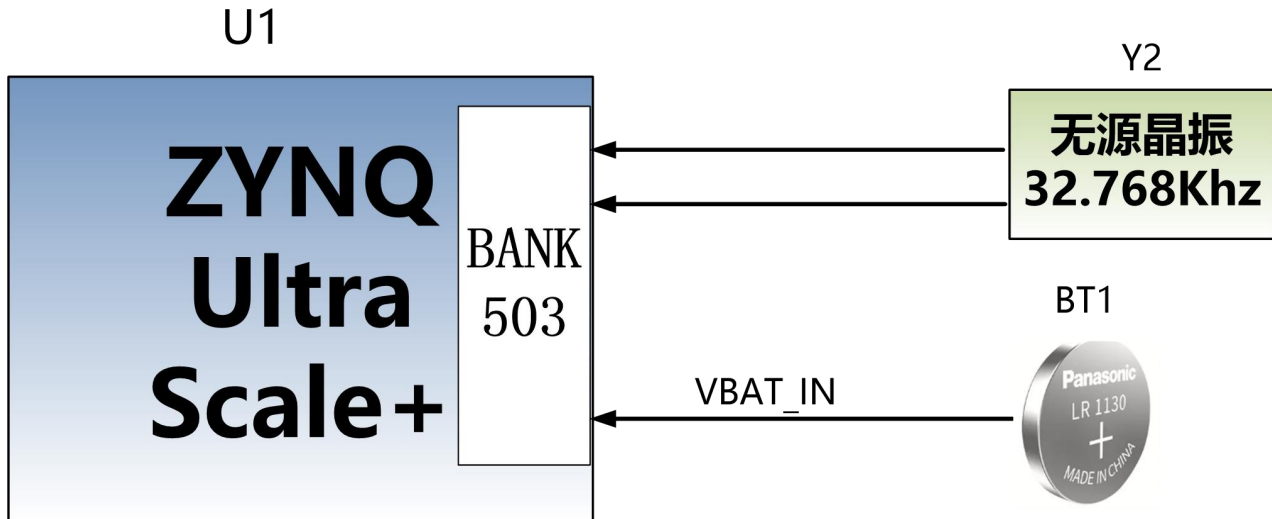 U1
Y2
ZYNQ
Ultra
Scale+
BANK
503
无源晶振
32.768Khz
BT1
VBAT_IN
Panasonic
LR 1130
+
MADE IN CHINA